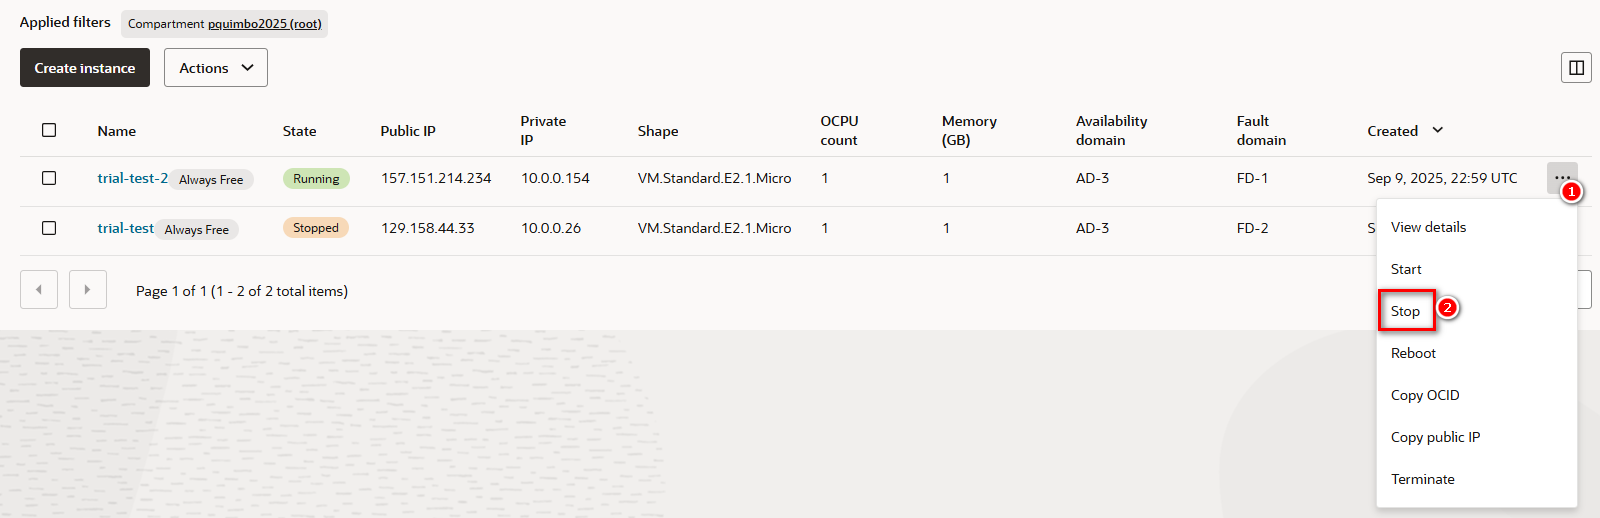 Applied filters
Compartment pquimbo2025 (root)
Create instance
Actions
Name
State
Public IP
Private
IP
Shape
OCPU
count
Memory
(GB)
Availability
domain
Fault
domain
Created
trial-test-2 Always Free Running 157.151.214.234 10.0.0.154 VM.Standard.E2.1.Micro 1 1 AD-3 FD-1 Sep 9, 2025, 22:59 UTC ...
1
trial-test Always Free Stopped 129.158.44.33 10.0.0.26 VM.Standard.E2.1.Micro 1 1 AD-3 FD-2 S
Page 1 of 1 (1 - 2 of 2 total items)
View details
Start
Stop
2
Reboot
Copy OCID
Copy public IP
Terminate